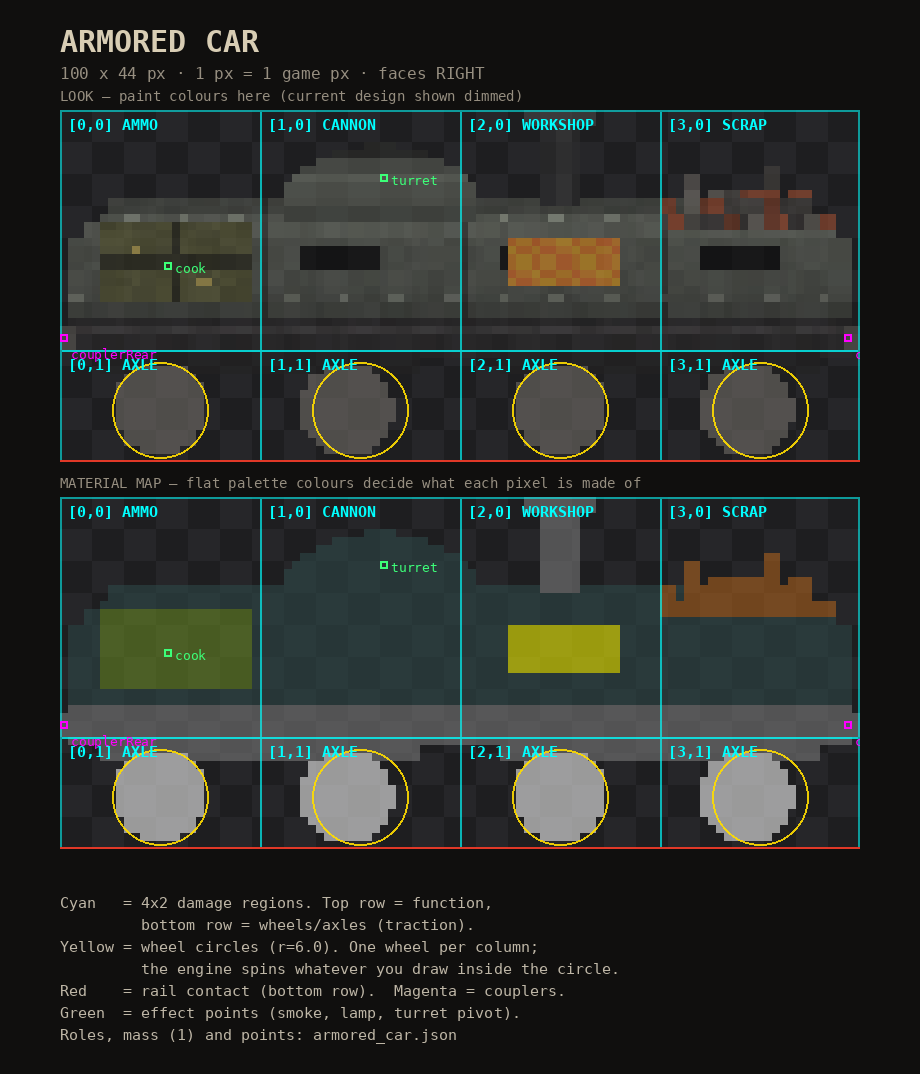 ARMORED CAR
100 x 44 px · 1 px = 1 game px · faces RIGHT
LOOK — paint colours here (current design shown dimmed)
[0,0] AMMO
[1,0] CANNON
[2,0] WORKSHOP
[3,0] SCRAP
turret
cook
couplerRear
[0,1] AXLE
[1,1] AXLE
[2,1] AXLE
[3,1] AXLE
MATERIAL MAP — flat palette colours decide what each pixel is made of
[0,0] AMMO
[1,0] CANNON
[2,0] WORKSHOP
[3,0] SCRAP
turret
cook
couplerRear
[0,1] AXLE
[1,1] AXLE
[2,1] AXLE
[3,1] AXLE
Cyan = 4x2 damage regions. Top row = function,
bottom row = wheels/axles (traction).
Yellow = wheel circles (r=6.0). One wheel per column;
the engine spins whatever you draw inside the circle.
Red = rail contact (bottom row). Magenta = couplers.
Green = effect points (smoke, lamp, turret pivot).
Roles, mass (1) and points: armored_car.json